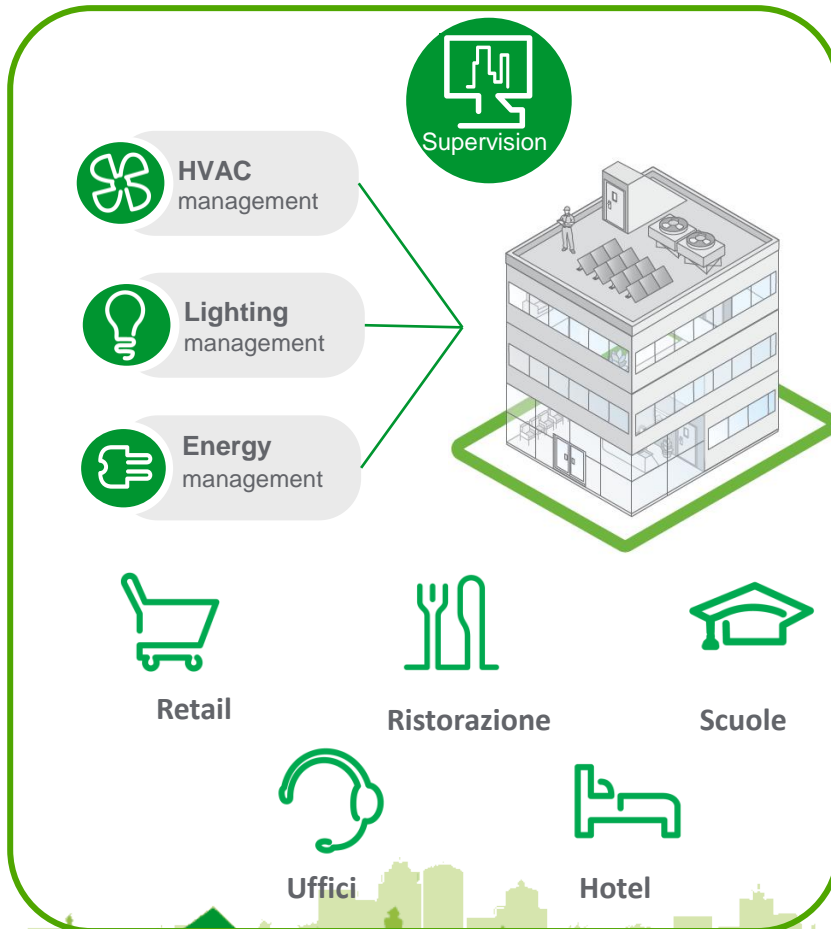 Supervision
HVAC
management
Lighting
management
Energy
management
Retail
Ristorazione
Scuole
Uffici
Hotel